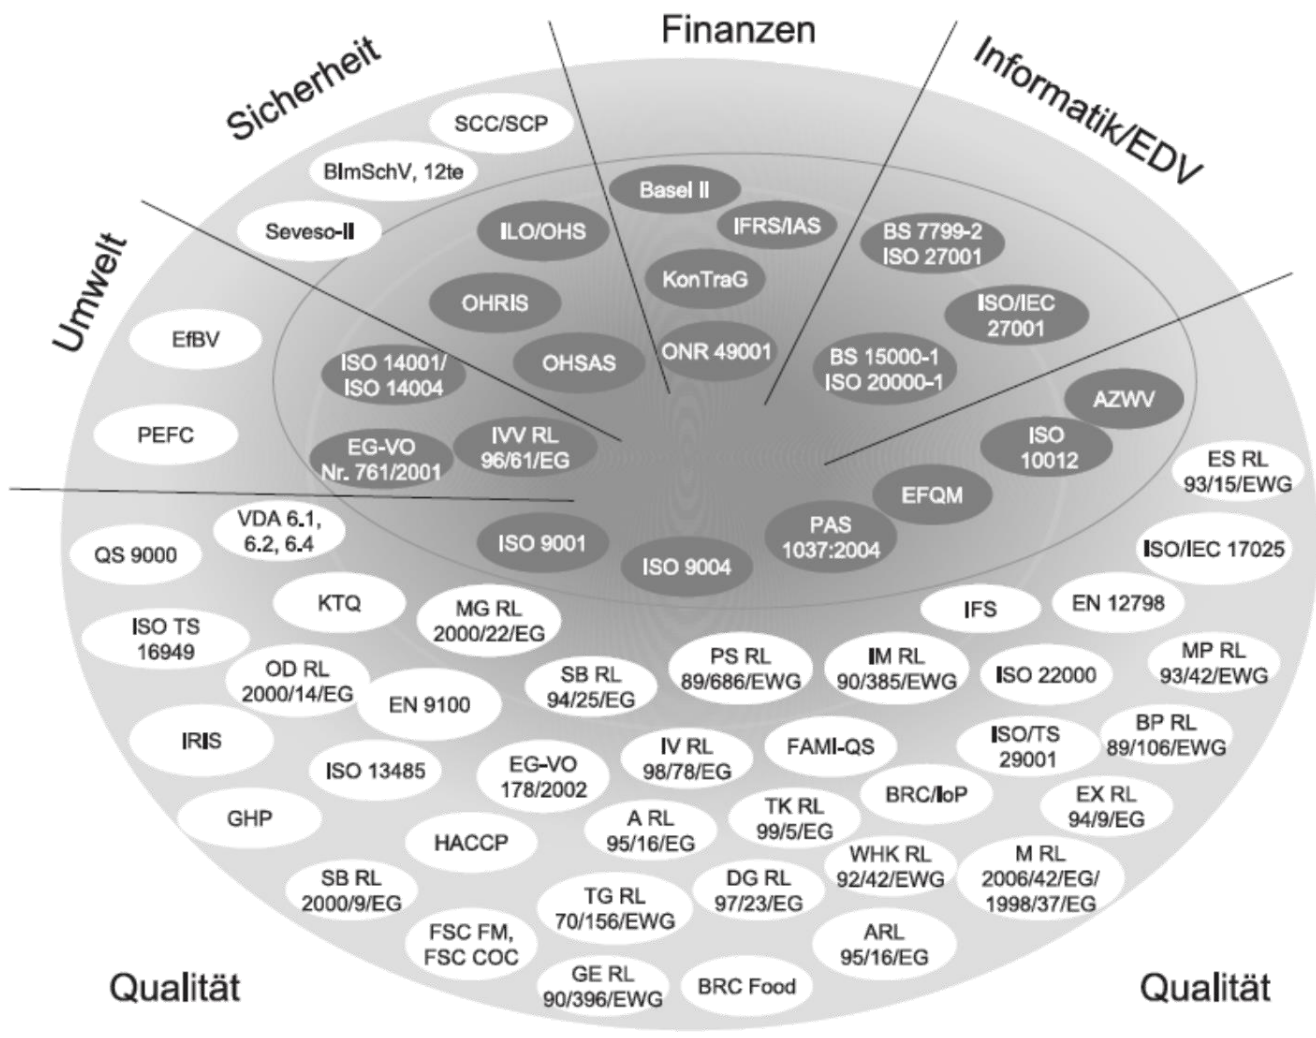 Finanzen
Sicherheit
Informatik/EDV
Umwelt
SCC/SCP
BImSchV, 12te
Seveso-II
ILO/OHS
OHRIS
OHSAS
Basel II
IFRS/IAS
KonTraG
ONR 49001
BS 7799-2
ISO 27001
ISO/IEC
27001
BS 15000-1
ISO 20000-1
EfBV
PEFC
ISO 14001/
ISO 14004
EG-VO
Nr. 761/2001
IVV RL
96/61/EG
AZWV
ISO
10012
EFQM
PAS
1037:2004
ISO 9004
ISO 9001
ES RL
93/15/EWG
ISO/IEC 17025
EN 12798
IFS
VDA 6.1,
6.2, 6.4
QS 9000
KTQ
MG RL
2000/22/EG
ISO TS
16949
OD RL
2000/14/EG
EN 9100
SB RL
94/25/EG
PS RL
89/686/EWG
IM RL
90/385/EWG
ISO 22000
MP RL
93/42/EWG
IRIS
ISO 13485
EG-VO
178/2002
IV RL
98/78/EG
FAMI-QS
ISO/TS
29001
BP RL
89/106/EWG
GHP
HACCP
A RL
95/16/EG
TK RL
99/5/EG
BRC/IoP
EX RL
94/9/EG
SB RL
2000/9/EG
TG RL
70/156/EWG
DG RL
97/23/EG
WHK RL
92/42/EWG
M RL
2006/42/EG/
1998/37/EG
FSC FM,
FSC COC
GE RL
90/396/EWG
BRC Food
ARL
95/16/EG
Qualität
Qualität